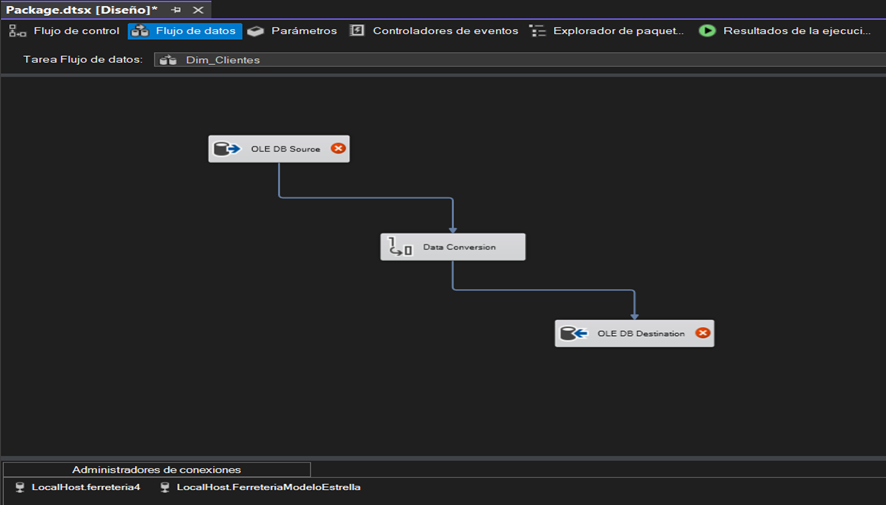 Package.dtsx [Diseño]*
Flujo de control Flujo de datos Parámetros Controladores de eventos Explorador de paquet... Resultados de la ejecuci...
Tarea Flujo de datos: Dim_Clientes
OLE DB Source
Data Conversion
OLE DB Destination
Administradores de conexiones
LocalHost.ferreteria4 LocalHost.FerreteriaModeloEstrella